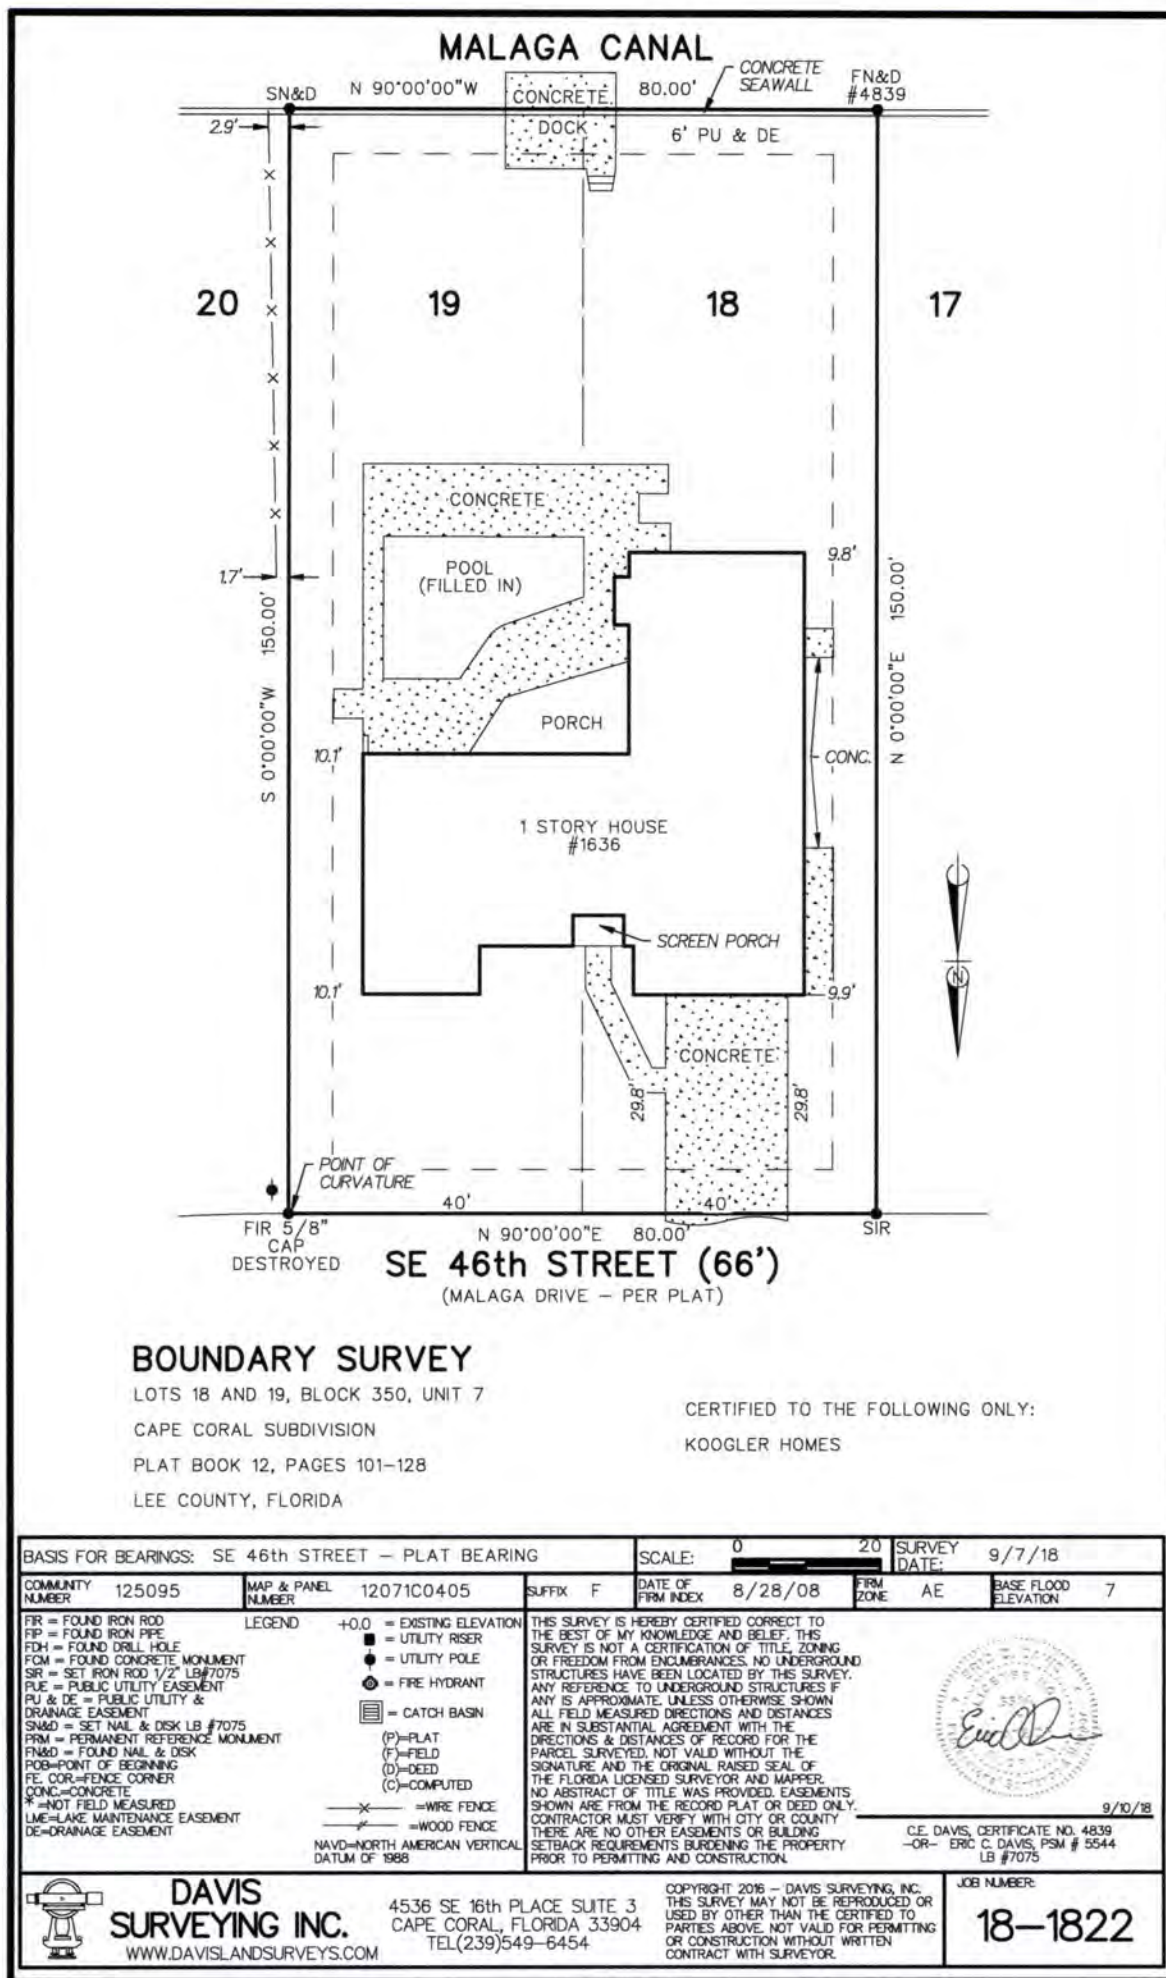 MALAGA CANAL
SN&D
N 90°00'00"W
CONCRETE
DOCK
80.00'
CONCRETE
SEAWALL
FN&D
#4839
2.9'
6' PU & DE
20
19
18
17
CONCRETE
POOL
(FILLED IN)
9.8'
1.7'
S 0°00'00"W 150.00'
N 0°00'00"E 150.00'
PORCH
10.1'
CONC.
1 STORY HOUSE
#1636
SCREEN PORCH
N
10.1'
9.9'
CONCRETE
29.8'
29.8'
POINT OF
CURVATURE
40'
40'
FIR 5/8"
CAP
DESTROYED
N 90°00'00"E 80.00'
SIR
SE 46th STREET (66')
(MALAGA DRIVE – PER PLAT)
BOUNDARY SURVEY
LOTS 18 AND 19, BLOCK 350, UNIT 7
CAPE CORAL SUBDIVISION
PLAT BOOK 12, PAGES 101–128
LEE COUNTY, FLORIDA
CERTIFIED TO THE FOLLOWING ONLY:
KOOGLER HOMES
BASIS FOR BEARINGS: SE 46th STREET – PLAT BEARING
SCALE: 0 20
SURVEY
DATE: 9/7/18
COMMUNITY
NUMBER 125095
MAP & PANEL
NUMBER 12071C0405
SUFFIX F
DATE OF
FIRM INDEX 8/28/08
FIRM
ZONE AE
BASE FLOOD
ELEVATION 7
LEGEND
FIR = FOUND IRON ROD
FIP = FOUND IRON PIPE
FDH = FOUND DRILL HOLE
FCM = FOUND CONCRETE MONUMENT
SIR = SET IRON ROD 1/2" LB#7075
PUE = PUBLIC UTILITY EASEMENT
PU & DE = PUBLIC UTILITY &
DRAINAGE EASEMENT
SN&D = SET NAIL & DISK LB #7075
PRM = PERMANENT REFERENCE MONUMENT
FN&D = FOUND NAIL & DISK
POB=POINT OF BEGINNING
FE. COR.=FENCE CORNER
CONC.=CONCRETE
* =NOT FIELD MEASURED
LME=LAKE MAINTENANCE EASEMENT
DE=DRAINAGE EASEMENT
+0.0 = EXISTING ELEVATION
= UTILITY RISER
= UTILITY POLE
= FIRE HYDRANT
= CATCH BASIN
(P)=PLAT
(F)=FIELD
(D)=DEED
(C)=COMPUTED
=WIRE FENCE
=WOOD FENCE
NAVD=NORTH AMERICAN VERTICAL
DATUM OF 1988
THIS SURVEY IS HEREBY CERTIFIED CORRECT TO
THE BEST OF MY KNOWLEDGE AND BELIEF. THIS
SURVEY IS NOT A CERTIFICATION OF TITLE, ZONING
OR FREEDOM FROM ENCUMBRANCES. NO UNDERGROUND
STRUCTURES HAVE BEEN LOCATED BY THIS SURVEY.
ANY REFERENCE TO UNDERGROUND STRUCTURES IF
ANY IS APPROXIMATE. UNLESS OTHERWISE SHOWN
ALL FIELD MEASURED DIRECTIONS AND DISTANCES
ARE IN SUBSTANTIAL AGREEMENT WITH THE
DIRECTIONS & DISTANCES OF RECORD FOR THE
PARCEL SURVEYED. NOT VALID WITHOUT THE
SIGNATURE AND THE ORIGINAL RAISED SEAL OF
THE FLORIDA LICENSED SURVEYOR AND MAPPER.
NO ABSTRACT OF TITLE WAS PROVIDED. EASEMENTS
SHOWN ARE FROM THE RECORD PLAT OR DEED ONLY.
CONTRACTOR MUST VERIFY WITH CITY OR COUNTY
THERE ARE NO OTHER EASEMENTS OR BUILDING
SETBACK REQUIREMENTS BURDENING THE PROPERTY
PRIOR TO PERMITTING AND CONSTRUCTION.
9/10/18
C.E. DAVIS, CERTIFICATE NO. 4839
–OR– ERIC C. DAVIS, PSM # 5544
LB #7075
DAVIS
SURVEYING INC.
WWW.DAVISLANDSURVEYS.COM
4536 SE 16th PLACE SUITE 3
CAPE CORAL, FLORIDA 33904
TEL(239)549–6454
COPYRIGHT 2016 – DAVIS SURVEYING, INC.
THIS SURVEY MAY NOT BE REPRODUCED OR
USED BY OTHER THAN THE CERTIFIED TO
PARTIES ABOVE. NOT VALID FOR PERMITTING
OR CONSTRUCTION WITHOUT WRITTEN
CONTRACT WITH SURVEYOR.
JOB NUMBER:
18–1822